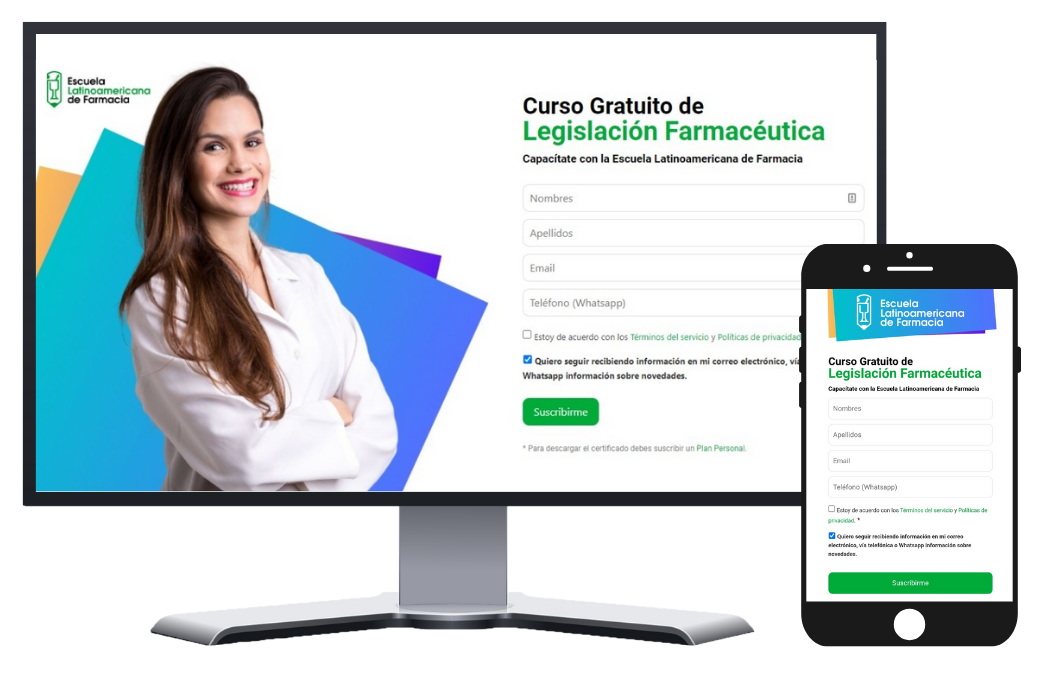 Escuela
Latinoamericana
de Farmacia
Curso Gratuito de
Legislación Farmacéutica
Capacítate con la Escuela Latinoamericana de Farmacia
Nombres
Apellidos
Email
Teléfono (Whatsapp)
Estoy de acuerdo con los Términos del servicio y Políticas de privacidad
Quiero seguir recibiendo información en mi correo electrónico, vía
Whatsapp información sobre novedades.
Suscribirme
* Para descargar el certificado debes suscribir un Plan Personal.
Escuela
Latinoamericana
de Farmacia
Curso Gratuito de
Legislación Farmacéutica
Capacítate con la Escuela Latinoamericana de Farmacia
Nombres
Apellidos
Email
Teléfono (Whatsapp)
Estoy de acuerdo con los Términos del servicio y Políticas de
privacidad. *
Quiero seguir recibiendo información en mi correo
electrónico, vía telefónica o Whatsapp información sobre
novedades.
Suscribirme